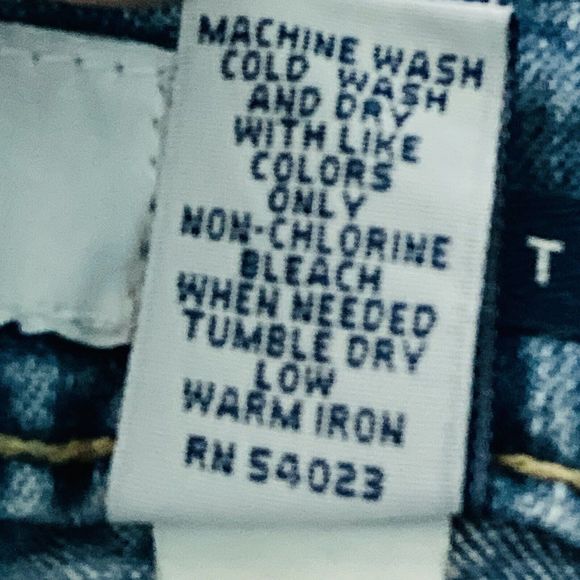 MACHINE WASH
COLD WASH
AND DRY
WITH LIKE
COLORS
ONLY
NON-CHLORINE
BLEACH
WHEN NEEDED
TUMBLE DRY
LOW
WARM IRON
RN 54023
T